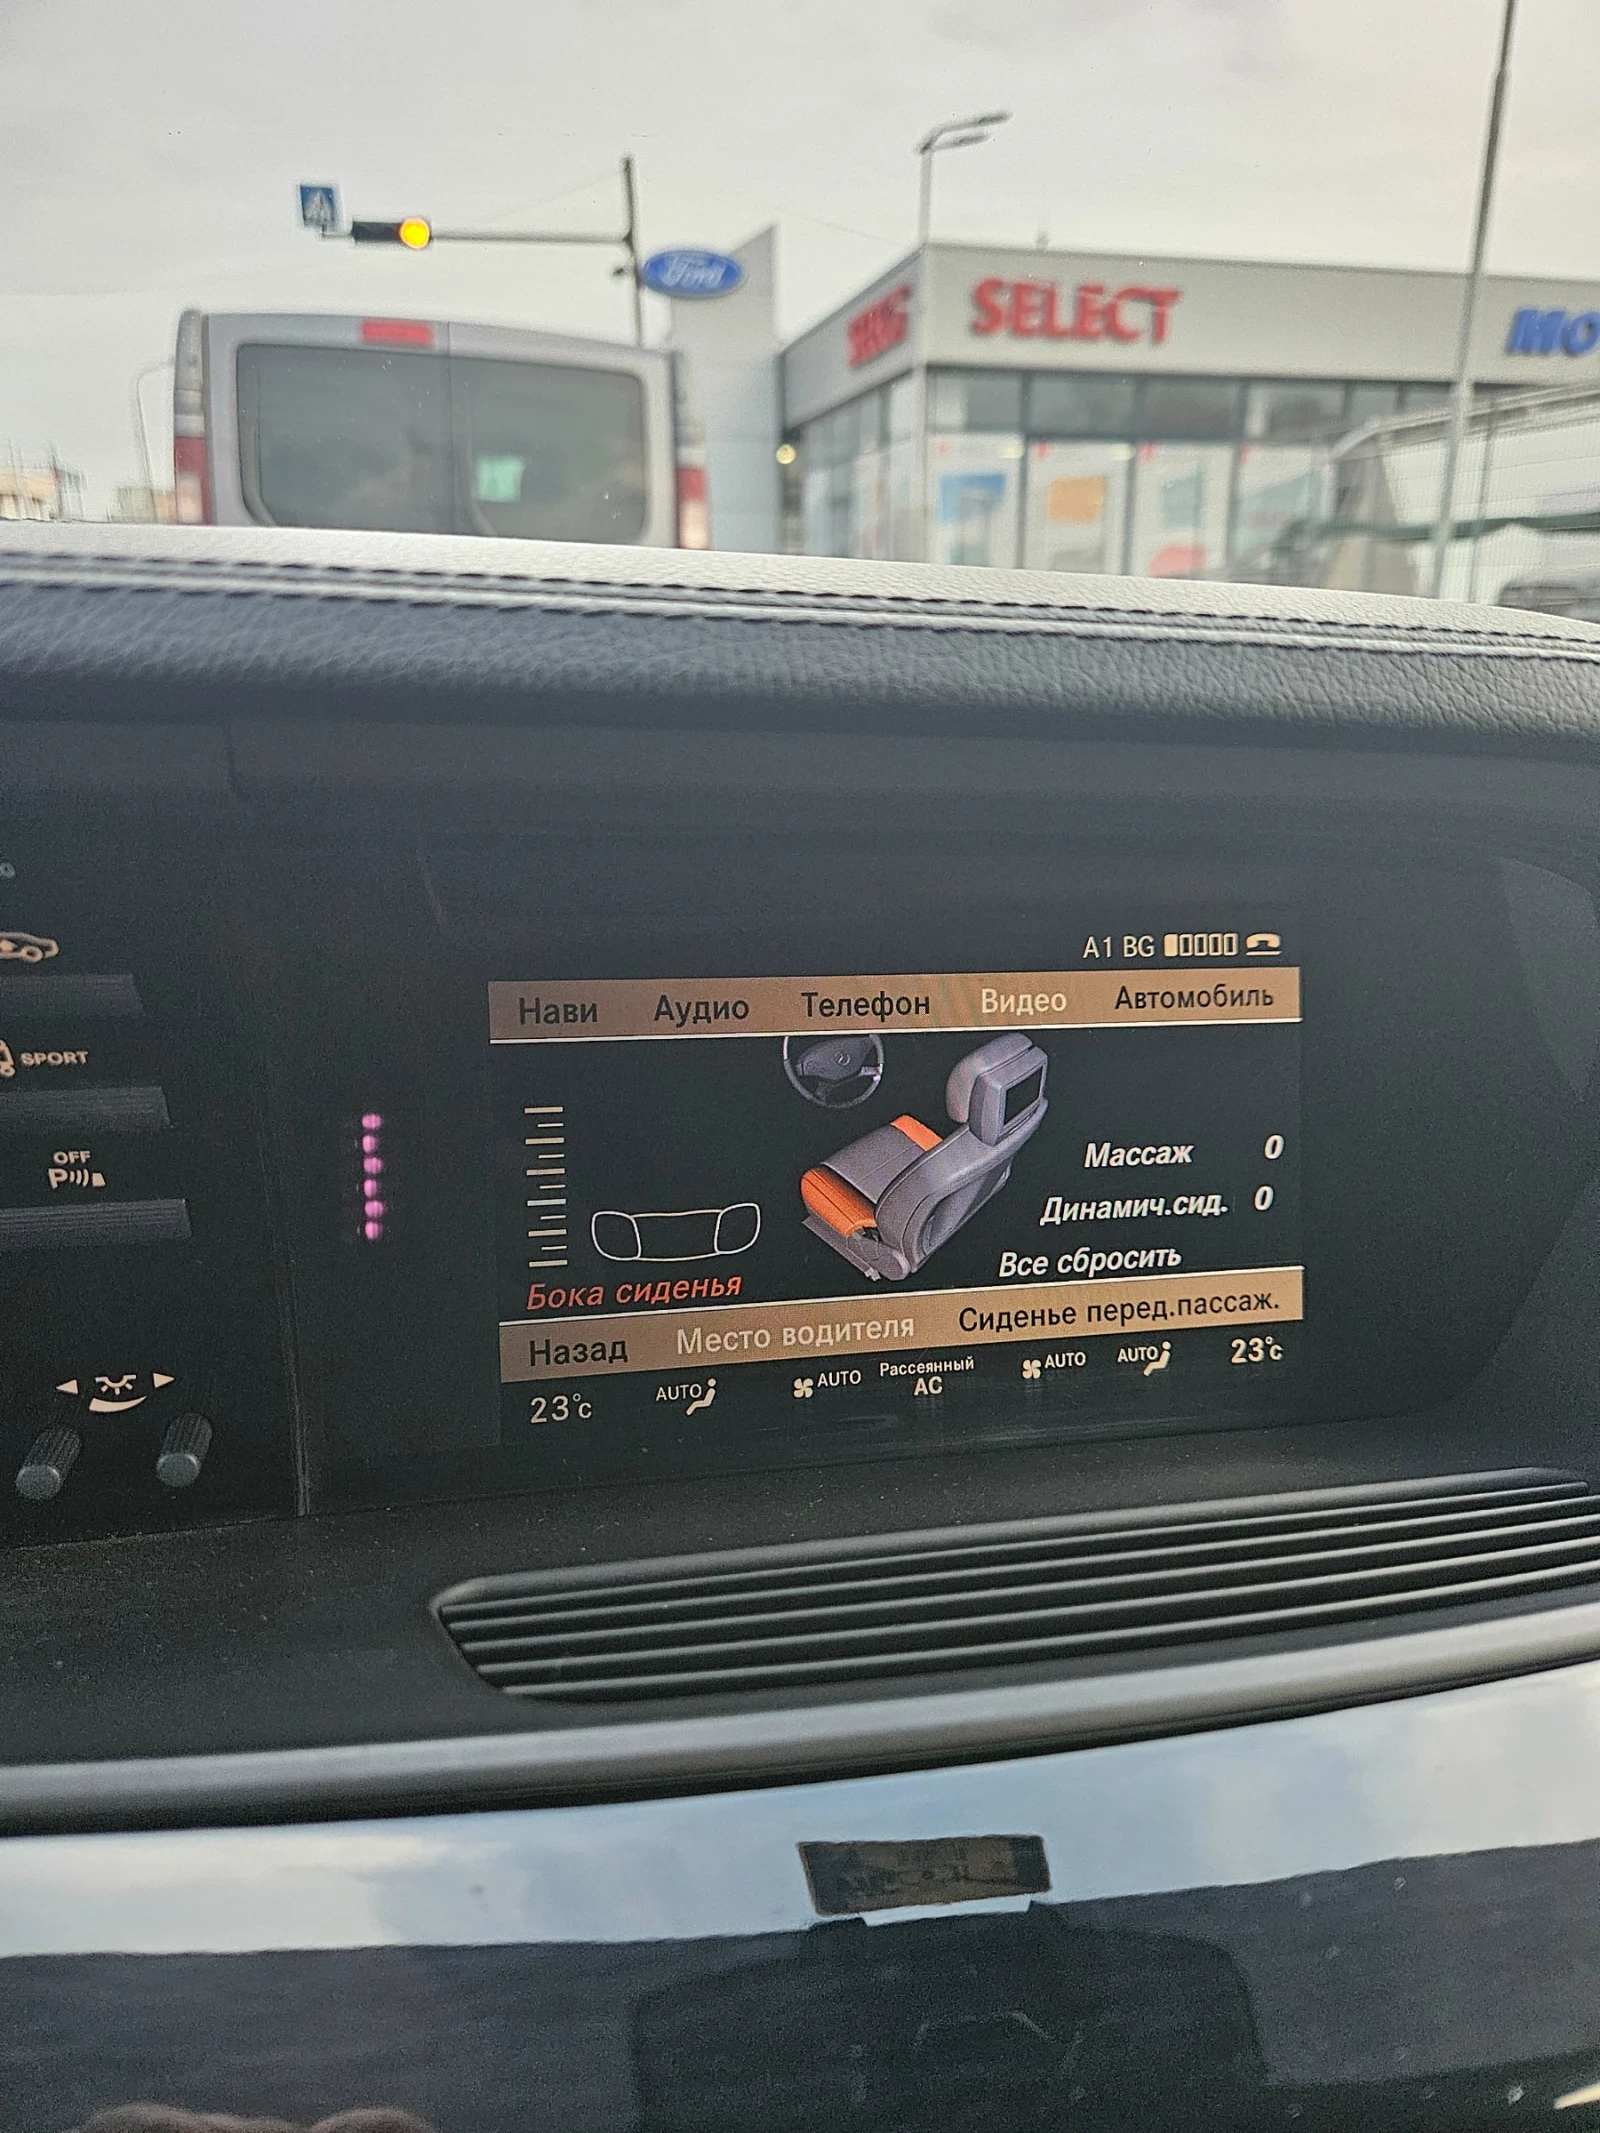 Ford
SELECT
MO
A1 BG
Нави Аудио Телефон Видео Автомобиль
SPORT
OFF
P
Массаж 0
Динамич.сид. 0
Все сбросить
Бока сиденья
Назад Место водителя Сиденье перед.пассаж.
23°C AUTO AUTO Рассеянный AC AUTO AUTO 23°C